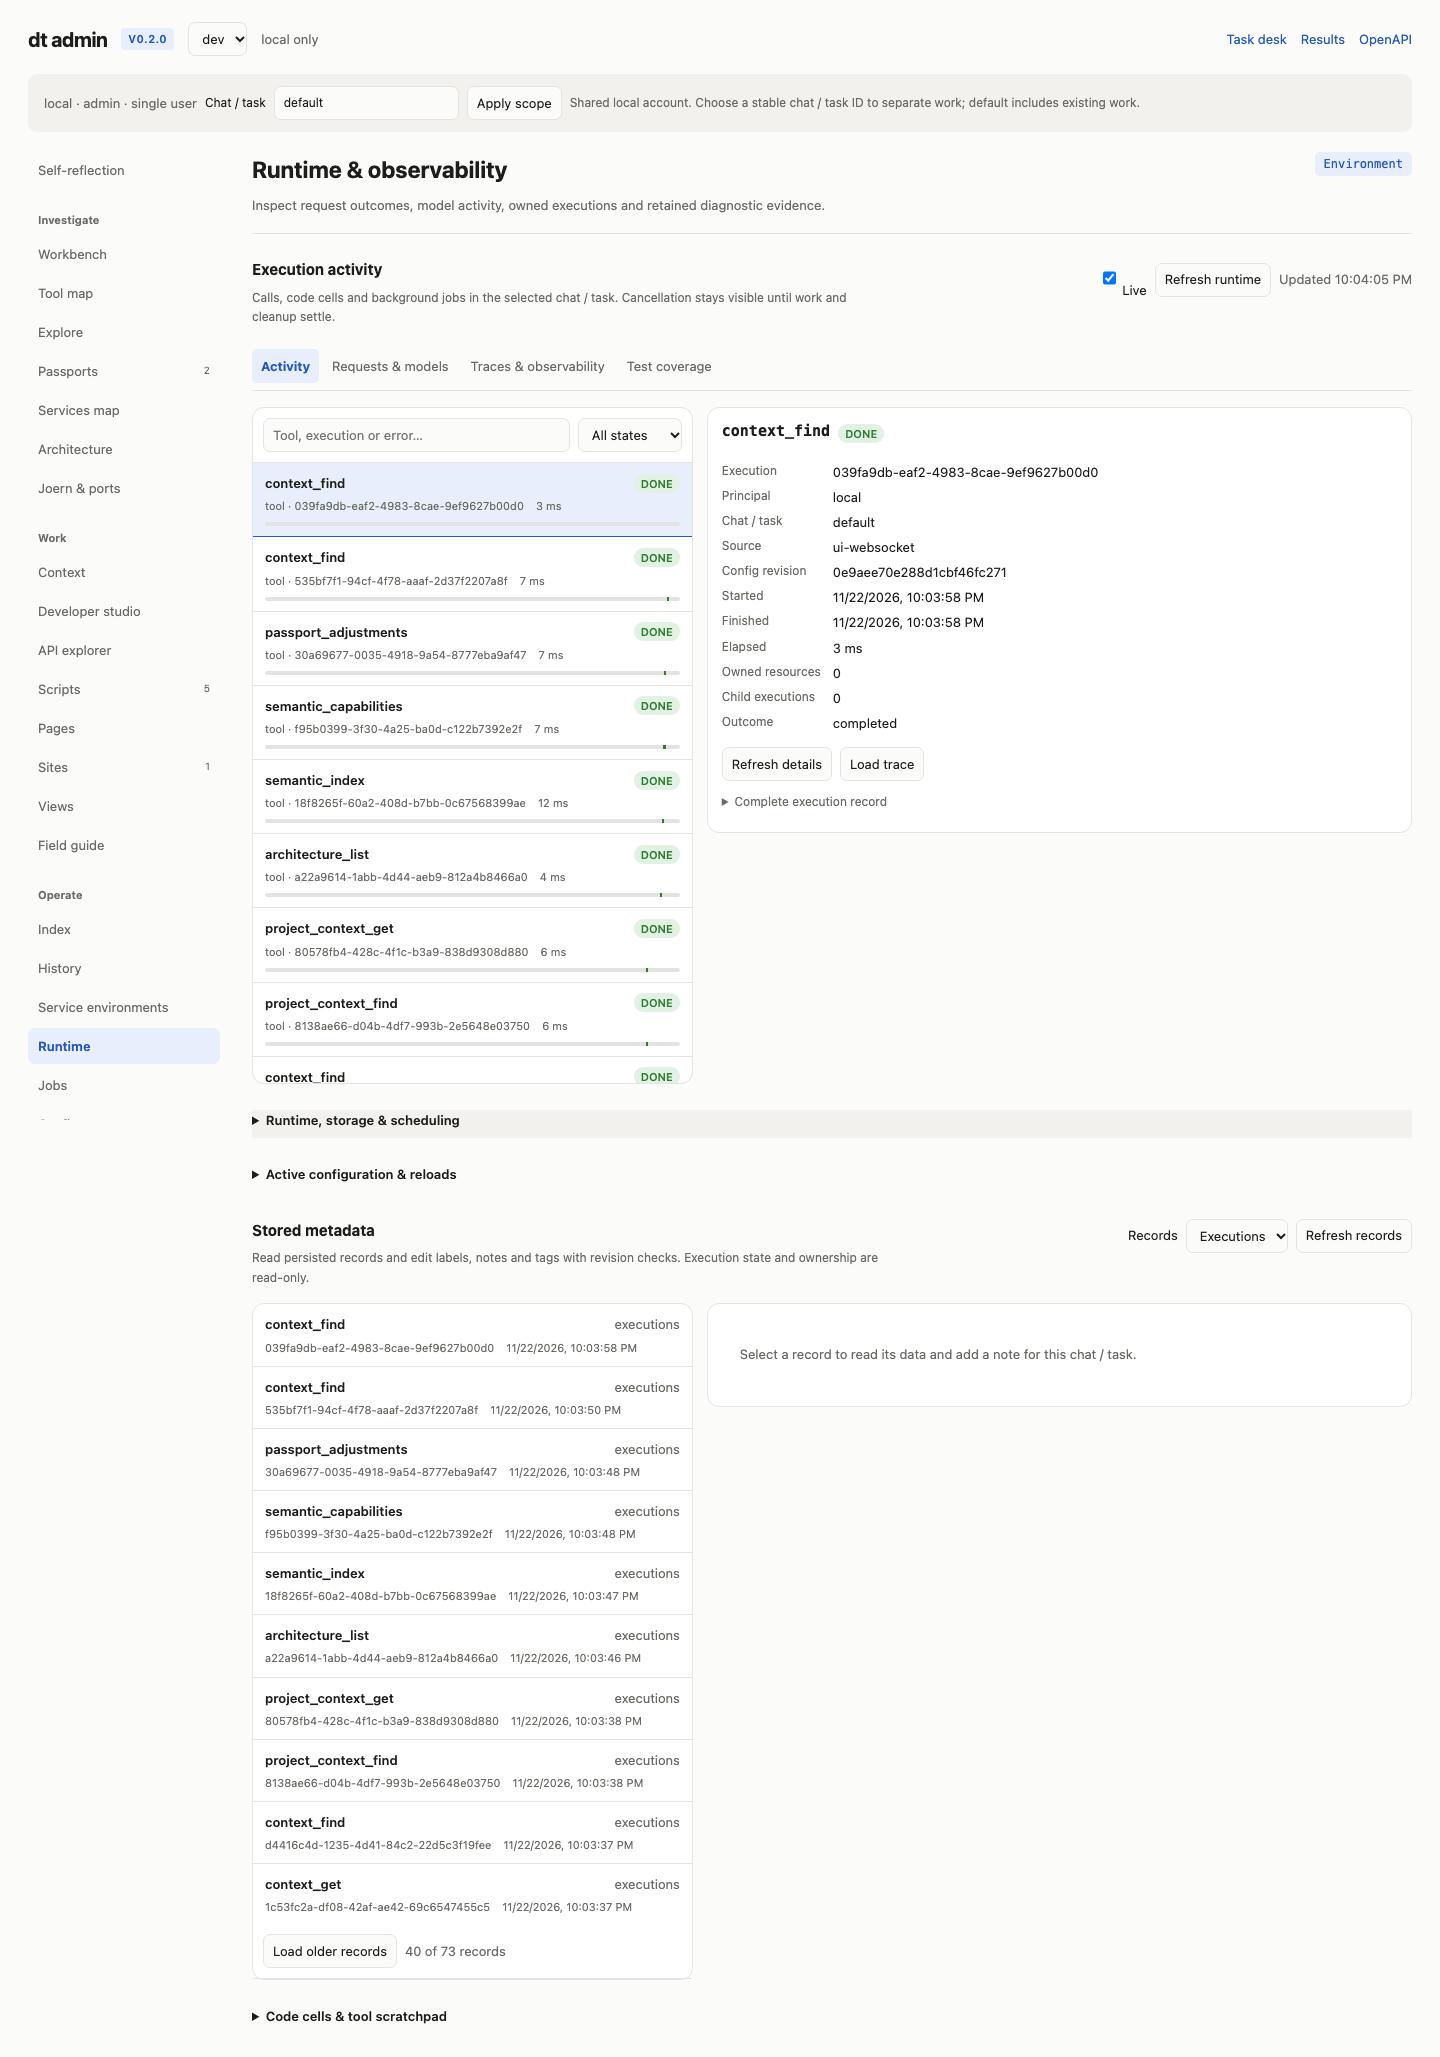 dt admin
V0.2.0
dev
local only
Task desk
Results
OpenAPI
local · admin · single user
Chat / task
default
Apply scope
Shared local account. Choose a stable chat / task ID to separate work; default includes existing work.
Self-reflection
Investigate
Workbench
Tool map
Explore
Passports 2
Services map
Architecture
Joern & ports
Work
Context
Developer studio
API explorer
Scripts 5
Pages
Sites 1
Views
Field guide
Operate
Index
History
Service environments
Runtime
Jobs
Runtime & observability
Environment
Inspect request outcomes, model activity, owned executions and retained diagnostic evidence.
Execution activity
Calls, code cells and background jobs in the selected chat / task. Cancellation stays visible until work and
cleanup settle.
Live
Refresh runtime
Updated 10:04:05 PM
Activity
Requests & models
Traces & observability
Test coverage
Tool, execution or error...
All states
context_find DONE
tool · 039fa9db-eaf2-4983-8cae-9ef9627b00d0 3 ms
context_find DONE
tool · 535bf7f1-94cf-4f78-aaaf-2d37f2207a8f 7 ms
passport_adjustments DONE
tool · 30a69677-0035-4918-9a54-8777eba9af47 7 ms
semantic_capabilities DONE
tool · f95b0399-3f30-4a25-ba0d-c122b7392e2f 7 ms
semantic_index DONE
tool · 18f8265f-60a2-408d-b7bb-0c67568399ae 12 ms
architecture_list DONE
tool · a22a9614-1abb-4d44-aeb9-812a4b8466a0 4 ms
project_context_get DONE
tool · 80578fb4-428c-4f1c-b3a9-838d9308d880 6 ms
project_context_find DONE
tool · 8138ae66-d04b-4df7-993b-2e5648e03750 6 ms
context_find DONE
context_find DONE
Execution 039fa9db-eaf2-4983-8cae-9ef9627b00d0
Principal local
Chat / task default
Source ui-websocket
Config revision 0e9aee70e288d1cbf46fc271
Started 11/22/2026, 10:03:58 PM
Finished 11/22/2026, 10:03:58 PM
Elapsed 3 ms
Owned resources 0
Child executions 0
Outcome completed
Refresh details
Load trace
Complete execution record
Runtime, storage & scheduling
Active configuration & reloads
Stored metadata
Read persisted records and edit labels, notes and tags with revision checks. Execution state and ownership are
read-only.
Records
Executions
Refresh records
context_find executions
039fa9db-eaf2-4983-8cae-9ef9627b00d0 11/22/2026, 10:03:58 PM
context_find executions
535bf7f1-94cf-4f78-aaaf-2d37f2207a8f 11/22/2026, 10:03:50 PM
passport_adjustments executions
30a69677-0035-4918-9a54-8777eba9af47 11/22/2026, 10:03:48 PM
semantic_capabilities executions
f95b0399-3f30-4a25-ba0d-c122b7392e2f 11/22/2026, 10:03:48 PM
semantic_index executions
18f8265f-60a2-408d-b7bb-0c67568399ae 11/22/2026, 10:03:47 PM
architecture_list executions
a22a9614-1abb-4d44-aeb9-812a4b8466a0 11/22/2026, 10:03:46 PM
project_context_get executions
80578fb4-428c-4f1c-b3a9-838d9308d880 11/22/2026, 10:03:38 PM
project_context_find executions
8138ae66-d04b-4df7-993b-2e5648e03750 11/22/2026, 10:03:38 PM
context_find executions
d4416c4d-1235-4d41-84c2-22d5c3f19fee 11/22/2026, 10:03:37 PM
context_get executions
1c53fc2a-df08-42af-ae42-69c6547455c5 11/22/2026, 10:03:37 PM
Load older records
40 of 73 records
Select a record to read its data and add a note for this chat / task.
Code cells & tool scratchpad